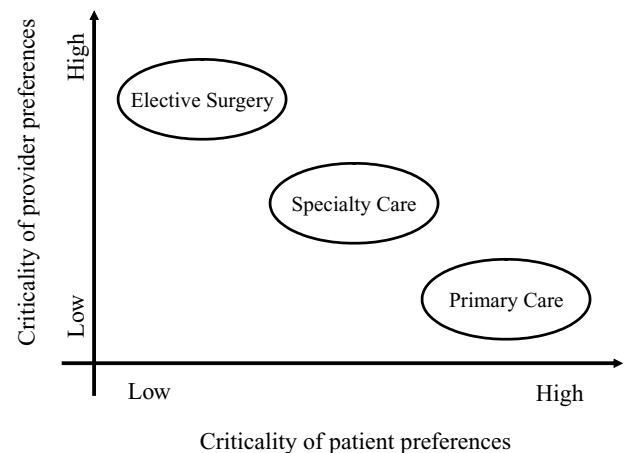 Criticality of provider preferences
High
Low
Elective Surgery
Specialty Care
Primary Care
Low
High
Criticality of patient preferences